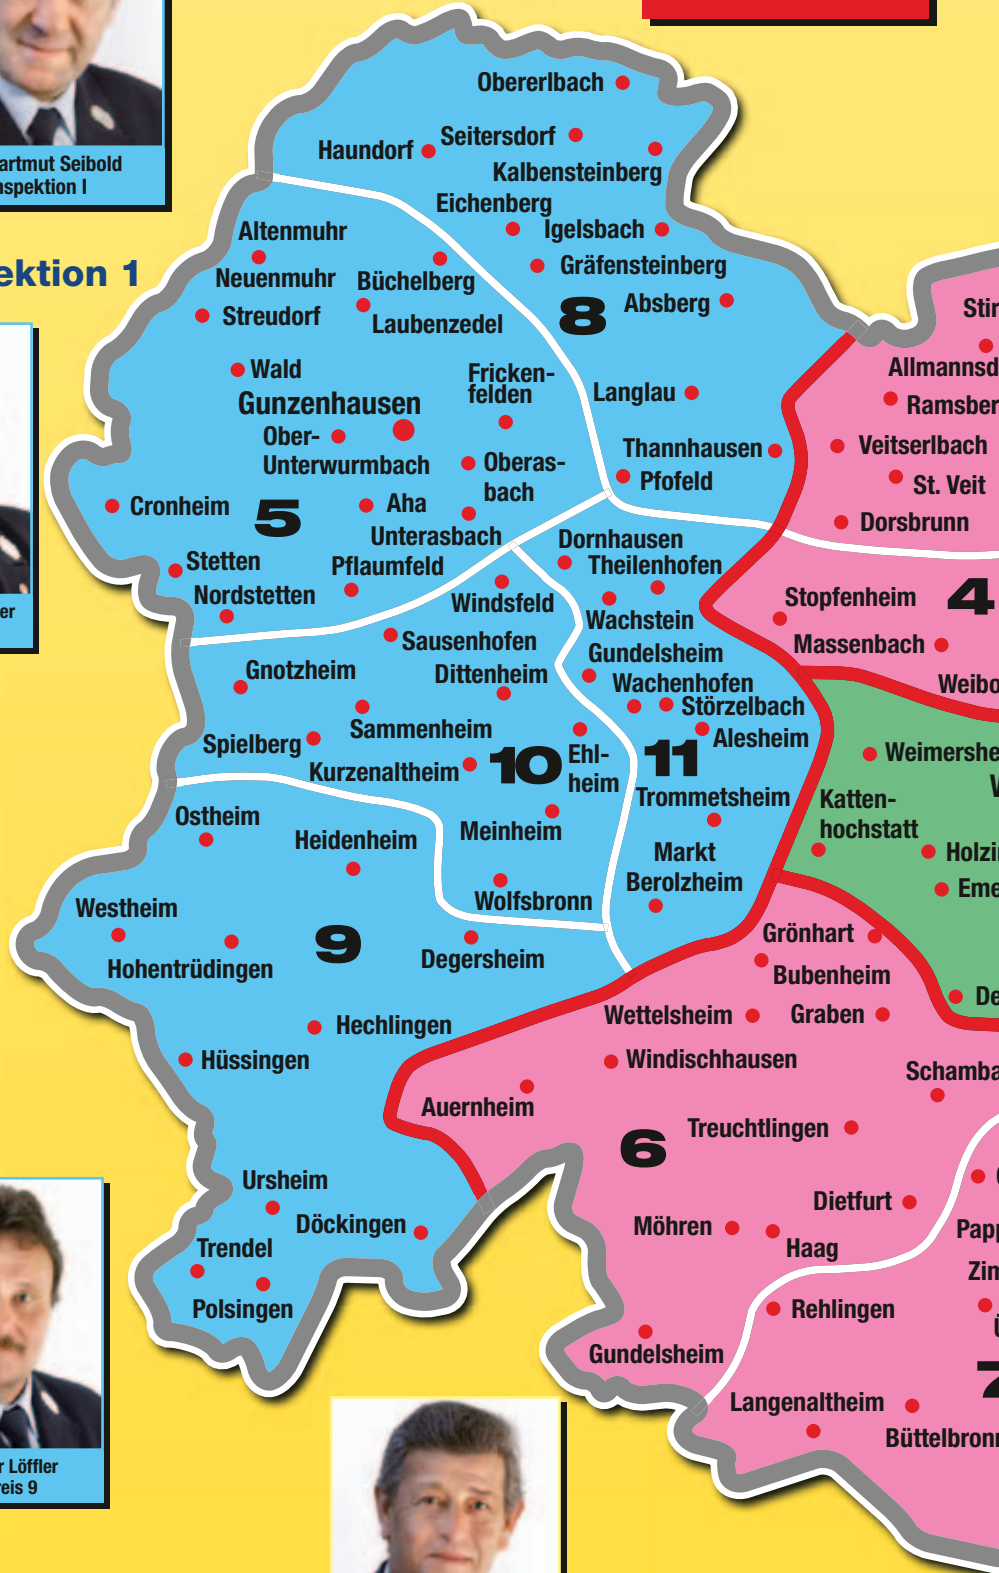 artmut Seibold
nspektion I
ektion 1
Obererlbach
Seitersdorf
Haundorf
Kalbensteinberg
Eichenberg
Igelsbach
Altenmuhr
Gräfensteinberg
Neuenmuhr
Büchelberg
8
Absberg
Streudorf
Laubenzedel
Wald
Fricken-
felden
Langlau
Gunzenhausen
Ober-
Unterwurmbach
Oberas-
bach
Thannhausen
Pfofeld
Cronheim
5
Aha
Unterasbach
Stetten
Pflaumfeld
Dornhausen
Theilenhofen
Nordstetten
Windsfeld
Wachstein
Sausenhofen
Gundelsheim
Gnotzheim
Dittenheim
Wachenhofen
Störzelbach
Sammenheim
Alesheim
Spielberg
Kurzenaltheim
10
Ehl-
heim
11
Trommetsheim
Ostheim
Heidenheim
Meinheim
Markt
Berolzheim
Wolfsbronn
Westheim
9
Hohentrüdingen
Degersheim
Hechlingen
Hüssingen
Ursheim
Döckingen
Trendel
Polsingen
Stir
Allmannsd
Ramsber
Veitserlbach
St. Veit
Dorsbrunn
Stopfenheim
4
Massenbach
Weibo
Weimershe
Katten-
hochstatt
Holzi
Eme
De
Grönhart
Bubenheim
Wettelsheim
Graben
Windischhausen
Schamba
Auernheim
6
Treuchtlingen
Dietfurt
Möhren
Haag
Papp
Zim
Rehlingen
Ü
Gundelsheim
7
Langenaltheim
Büttelbronn
er
r Löffler
reis 9